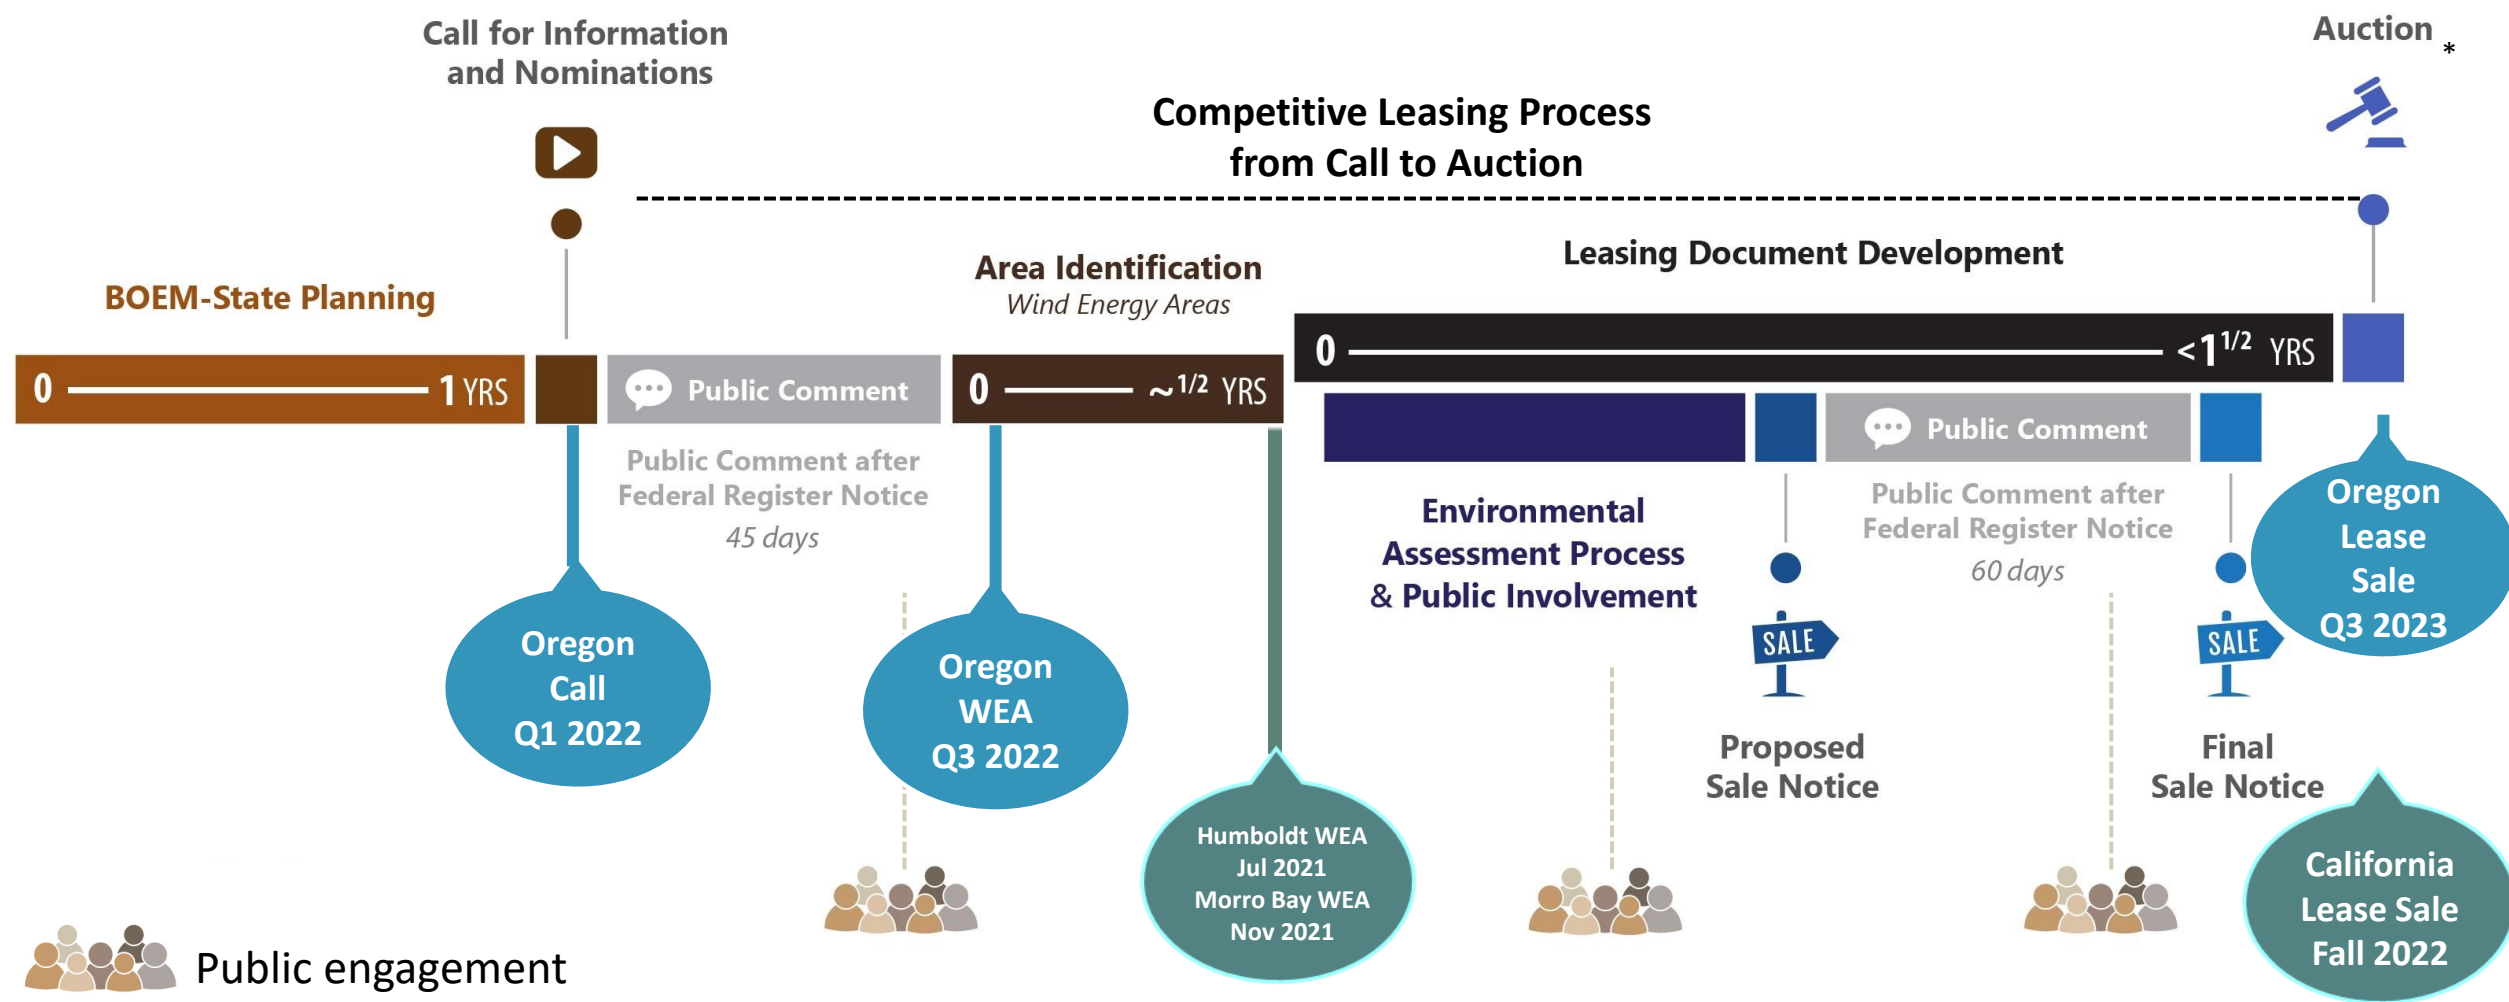 Call for Information
and Nominations
Auction *
Competitive Leasing Process
from Call to Auction
BOEM-State Planning
Area Identification
Wind Energy Areas
Leasing Document Development
0 1 YRS
Public Comment
0 ~1/2 YRS
0 <1 1/2 YRS
Public Comment after
Federal Register Notice
45 days
Public Comment
Public Comment after
Federal Register Notice
60 days
Environmental
Assessment Process
& Public Involvement
SALE
Proposed
Sale Notice
SALE
Final
Sale Notice
Oregon
Call
Q1 2022
Oregon
WEA
Q3 2022
Humboldt WEA
Jul 2021
Morro Bay WEA
Nov 2021
Oregon
Lease
Sale
Q3 2023
California
Lease Sale
Fall 2022
Public engagement